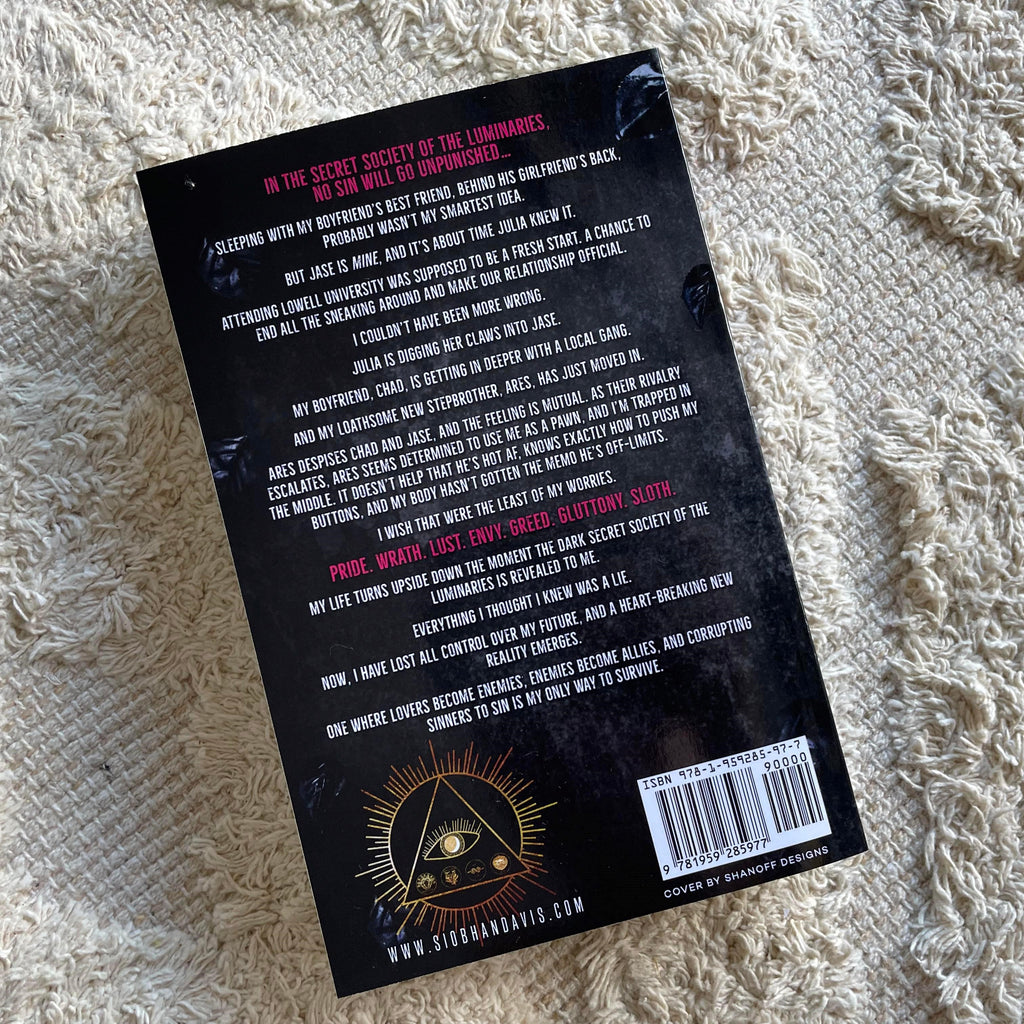 IN THE SECRET SOCIETY OF THE LUMINARIES,
NO SIN WILL GO UNPUNISHED...
SLEEPING WITH MY BOYFRIEND'S BEST FRIEND, BEHIND HIS GIRLFRIEND'S BACK,
PROBABLY WASN'T MY SMARTEST IDEA.
BUT JASE IS MINE, AND IT'S ABOUT TIME JULIA KNEW IT.
ATTENDING LOWELL UNIVERSITY WAS SUPPOSED TO BE A FRESH START. A CHANCE TO
END ALL THE SNEAKING AROUND AND MAKE OUR RELATIONSHIP OFFICIAL.
I COULDN'T HAVE BEEN MORE WRONG.
JULIA IS DIGGING HER CLAWS INTO JASE.
MY BOYFRIEND, CHAD, IS GETTING IN DEEPER WITH A LOCAL GANG.
AND MY LOATHSOME NEW STEPBROTHER, ARES, HAS JUST MOVED IN.
ARES DESPISES CHAD AND JASE, AND THE FEELING IS MUTUAL. AS THEIR RIVALRY
ESCALATES, ARES SEEMS DETERMINED TO USE ME AS A PAWN, AND I'M TRAPPED IN
THE MIDDLE. IT DOESN'T HELP THAT HE'S HOT AF, KNOWS EXACTLY HOW TO PUSH MY
BUTTONS, AND MY BODY HASN'T GOTTEN THE MEMO HE'S OFF-LIMITS.
I WISH THAT WERE THE LEAST OF MY WORRIES.
PRIDE. WRATH. LUST. ENVY. GREED. GLUTTONY. SLOTH.
MY LIFE TURNS UPSIDE DOWN THE MOMENT THE DARK SECRET SOCIETY OF THE
LUMINARIES IS REVEALED TO ME.
EVERYTHING I THOUGHT I KNEW WAS A LIE.
NOW, I HAVE LOST ALL CONTROL OVER MY FUTURE, AND A HEART-BREAKING NEW
REALITY EMERGES.
ONE WHERE LOVERS BECOME ENEMIES, ENEMIES BECOME ALLIES, AND CORRUPTING
SINNERS TO SIN IS MY ONLY WAY TO SURVIVE.
WWW.SIOBHANDAVIS.COM
ISBN 978-1-959285-97-7
90000
9 781959 285977
COVER BY SHANOFF DESIGNS